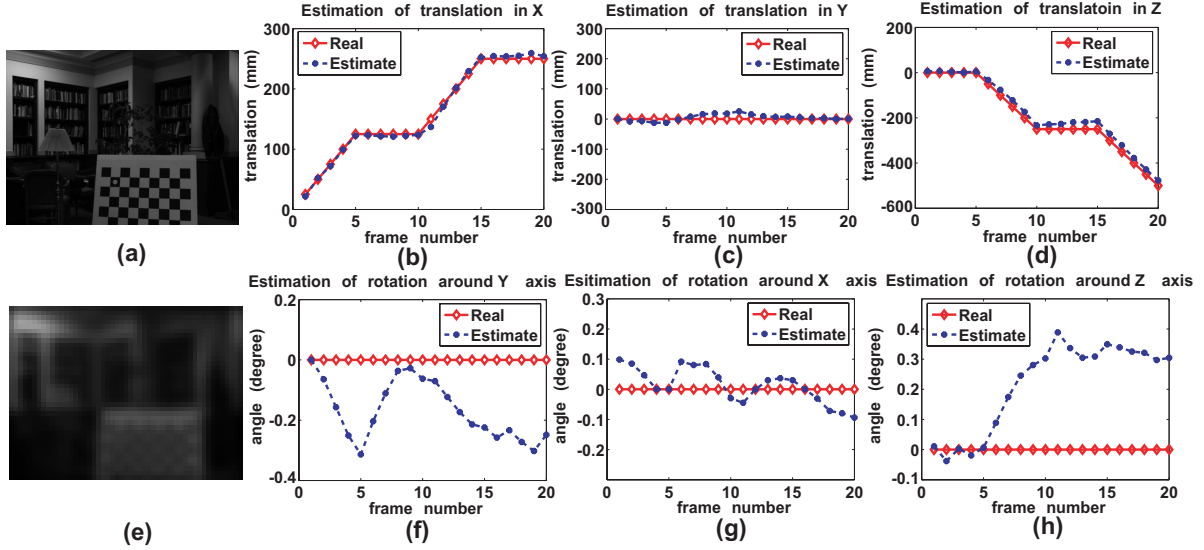 Estimation of translation in X
translation (mm)
300
200
100
0
0 5 10 15 20
frame number
Real
Estimate
Estimation of translation in Y
translation (mm)
300
200
100
0
-100
-200
-300
0 5 10 15 20
frame number
Real
Estimate
Estimation of translatoin in Z
translation (mm)
200
0
-200
-400
-600
0 5 10 15 20
frame number
Real
Estimate
(a)
(b)
(c)
(d)
Estimation of rotation around Y axis
angle (degree)
0.2
0
-0.2
-0.4
0 5 10 15 20
frame number
Real
Estimate
Esitimation of rotation around X axis
angle (degree)
0.3
0.2
0.1
0
-0.1
-0.2
0 5 10 15 20
frame number
Real
Estimate
Estimation of rotation around Z axis
angle (degree)
0.4
0.3
0.2
0.1
0
-0.1
0 5 10 15 20
frame number
Real
Estimate
(e)
(f)
(g)
(h)